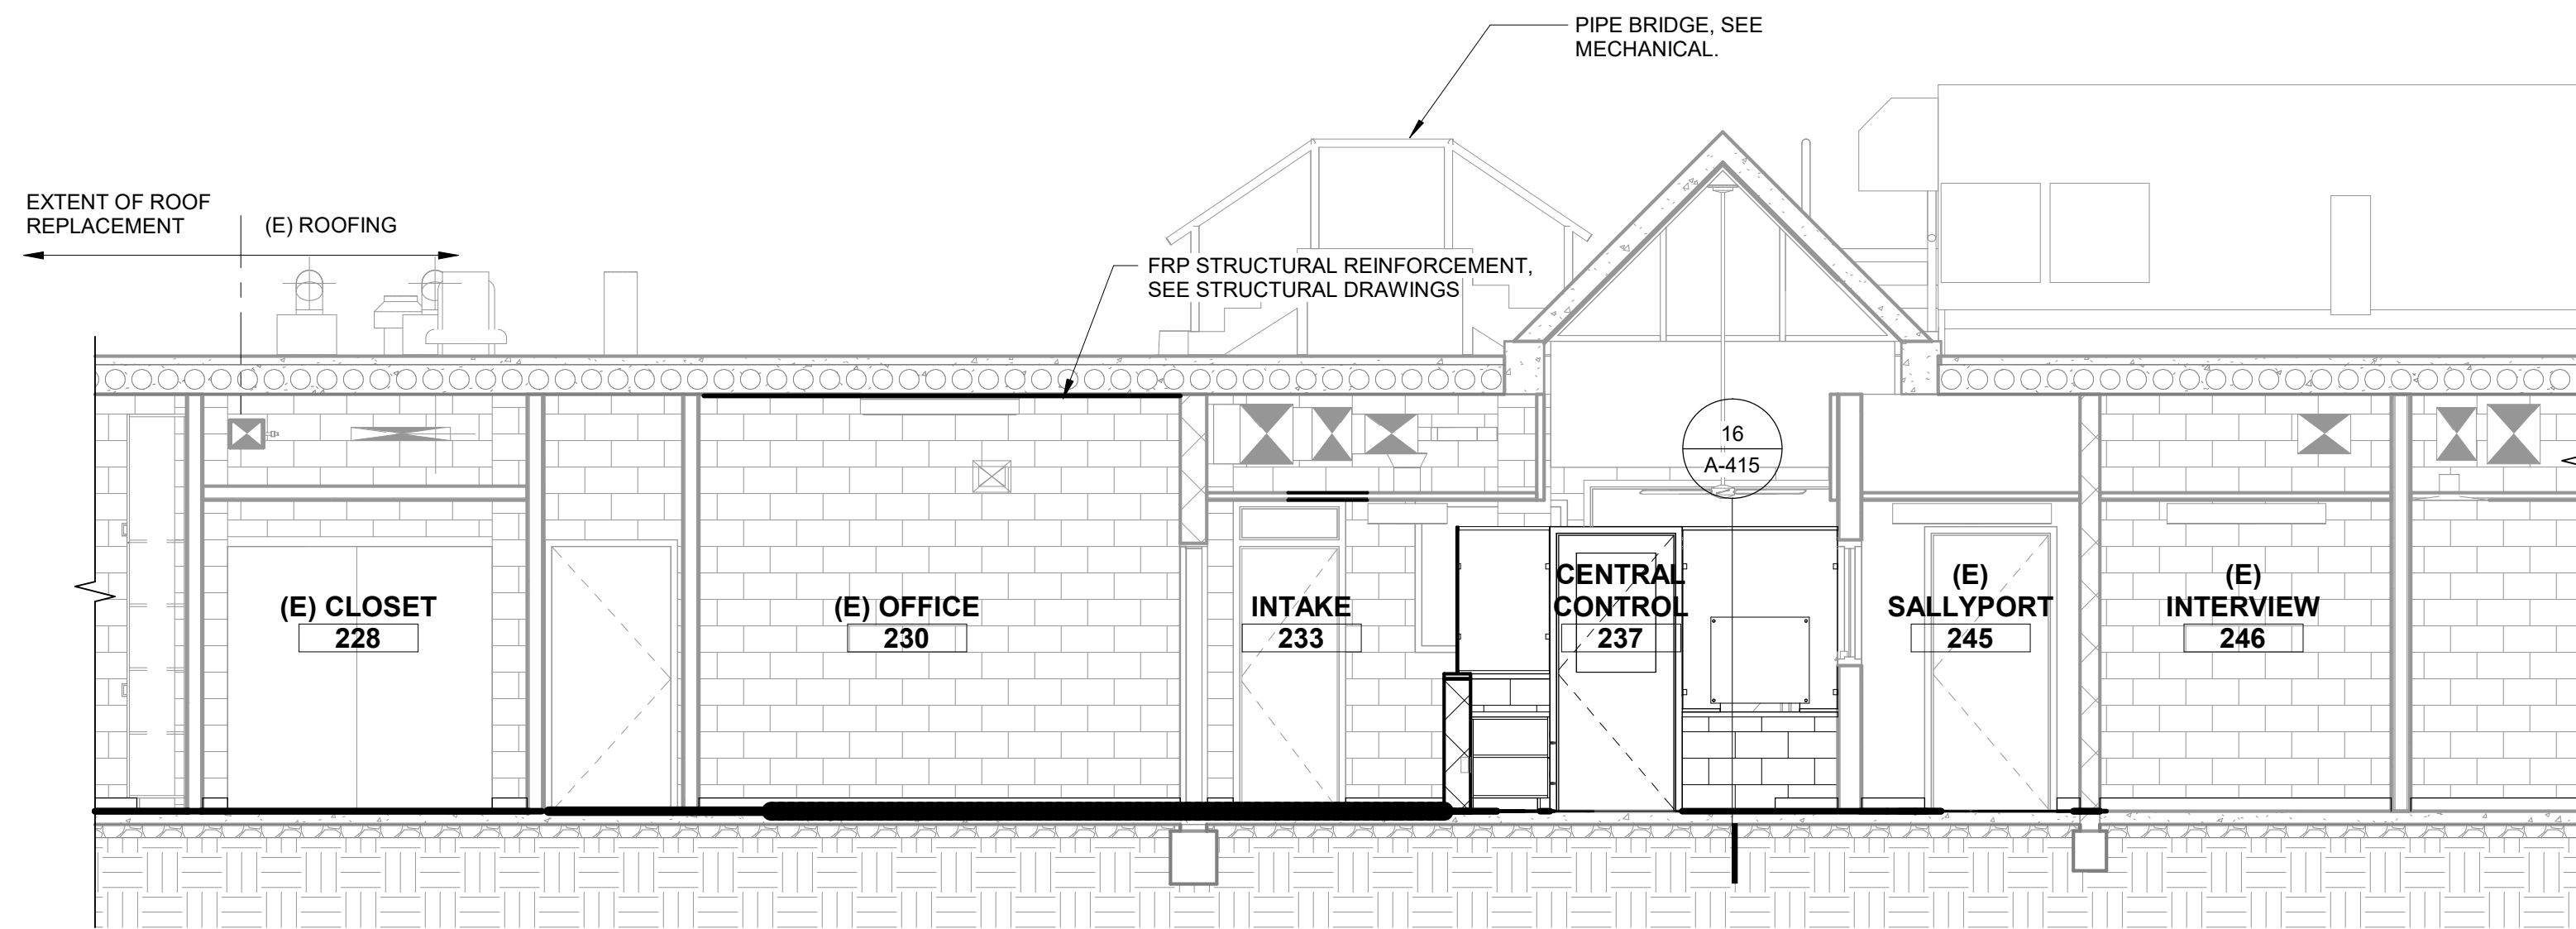 PIPE BRIDGE, SEE
MECHANICAL.
EXTENT OF ROOF
REPLACEMENT
(E) ROOFING
FRP STRUCTURAL REINFORCEMENT,
SEE STRUCTURAL DRAWINGS
16
A-415
(E) CLOSET
228
(E) OFFICE
230
INTAKE
233
CENTRAL
CONTROL
237
(E)
SALLYPORT
245
(E)
INTERVIEW
246